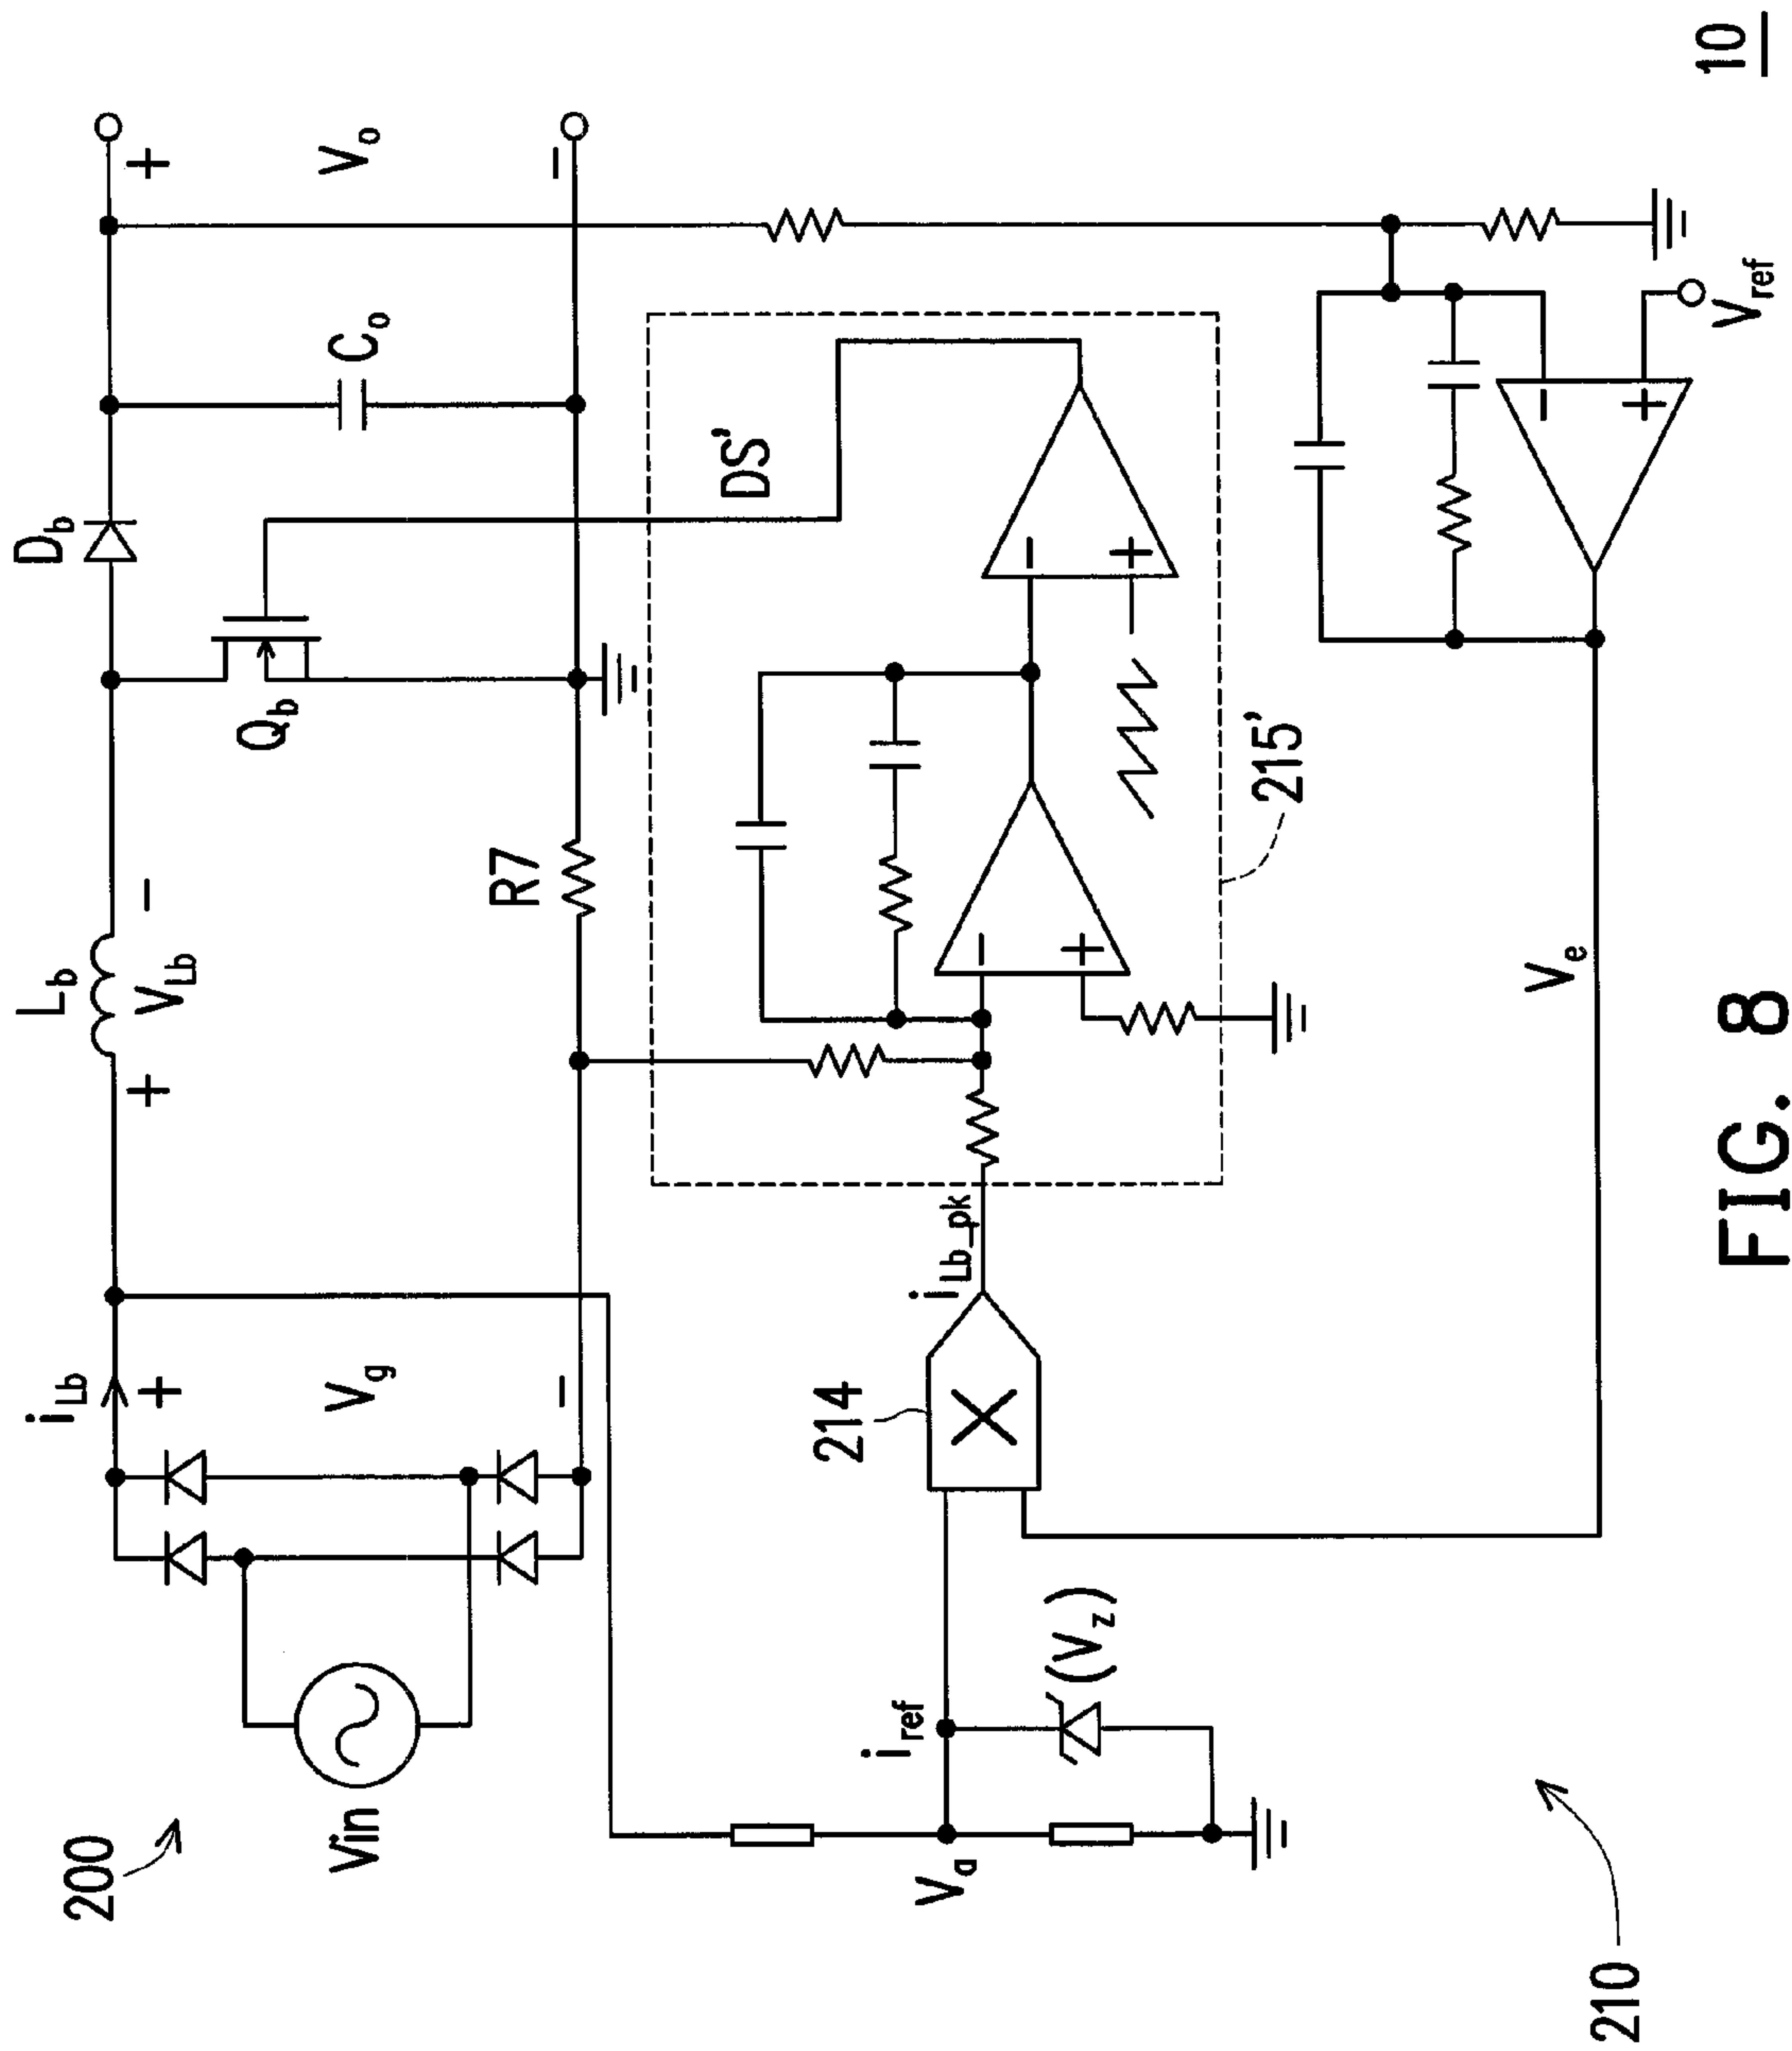 10
200
Vin
iLb
+
Vg
−
Lb
+
VLb
−
Db
Qb
Co
+
Vo
−
R7
DS’
214
iLb_pk
−
+
−
+
215’
Va
iref
(Vz)
Ve
−
+
Vref
210
FIG. 8